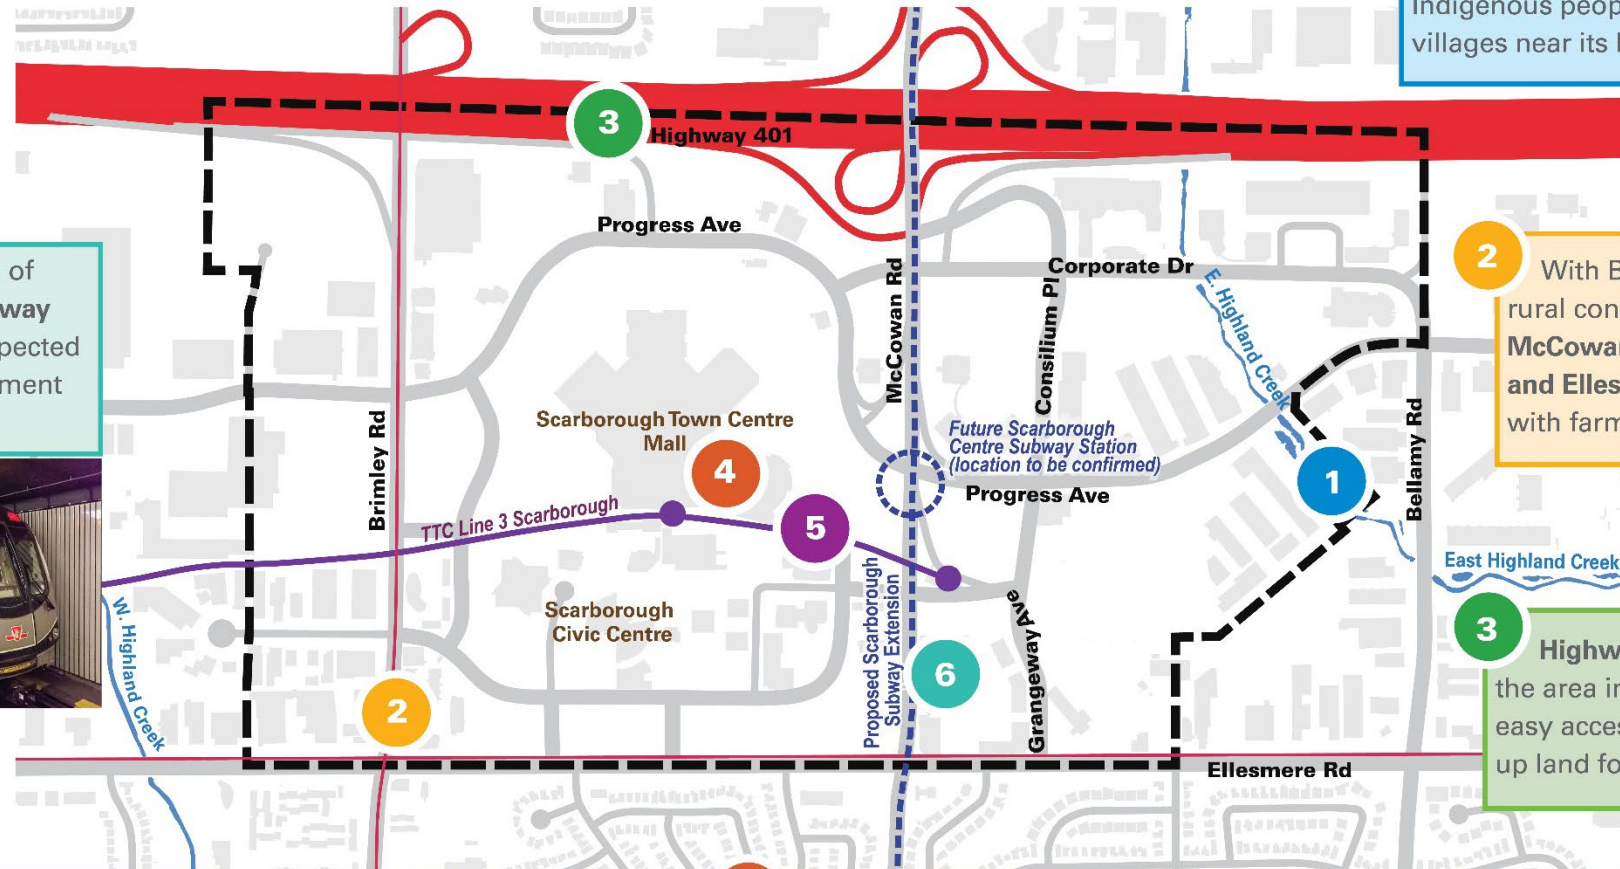 Indigenous peop
villages near its l
3
Highway 401
Progress Ave
of
way
pected
ment
McCowan Rd
Corporate Dr
Consilium Pl
E. Highland Creek
2
With B
rural con
McCowar
and Elles
with farm
Brimley Rd
Scarborough Town Centre
Mall
4
Future Scarborough
Centre Subway Station
(location to be confirmed)
Progress Ave
1
Bellamy Rd
TTC Line 3 Scarborough
5
East Highland Creek
W. Highland Creek
Scarborough
Civic Centre
Proposed Scarborough
Subway Extension
6
Grangeway Ave
2
3
Highw
the area in
easy acces
up land fo
Ellesmere Rd